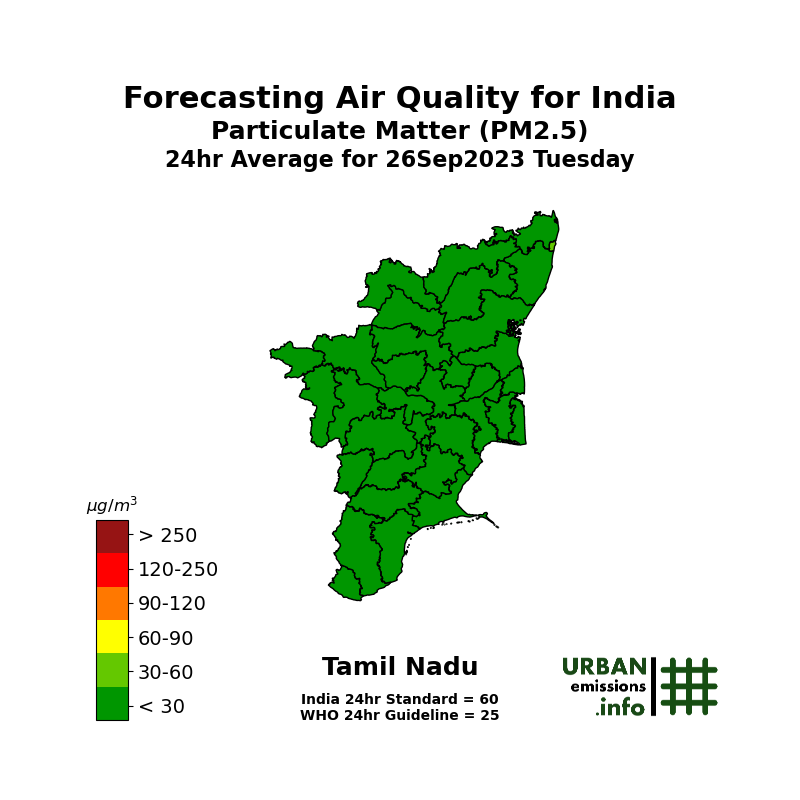 Forecasting Air Quality for India
Particulate Matter (PM2.5)
24hr Average for 26Sep2023 Tuesday
μg/m³
> 250
120-250
90-120
60-90
30-60
< 30
Tamil Nadu
India 24hr Standard = 60
WHO 24hr Guideline = 25
URBAN
emissions
.info